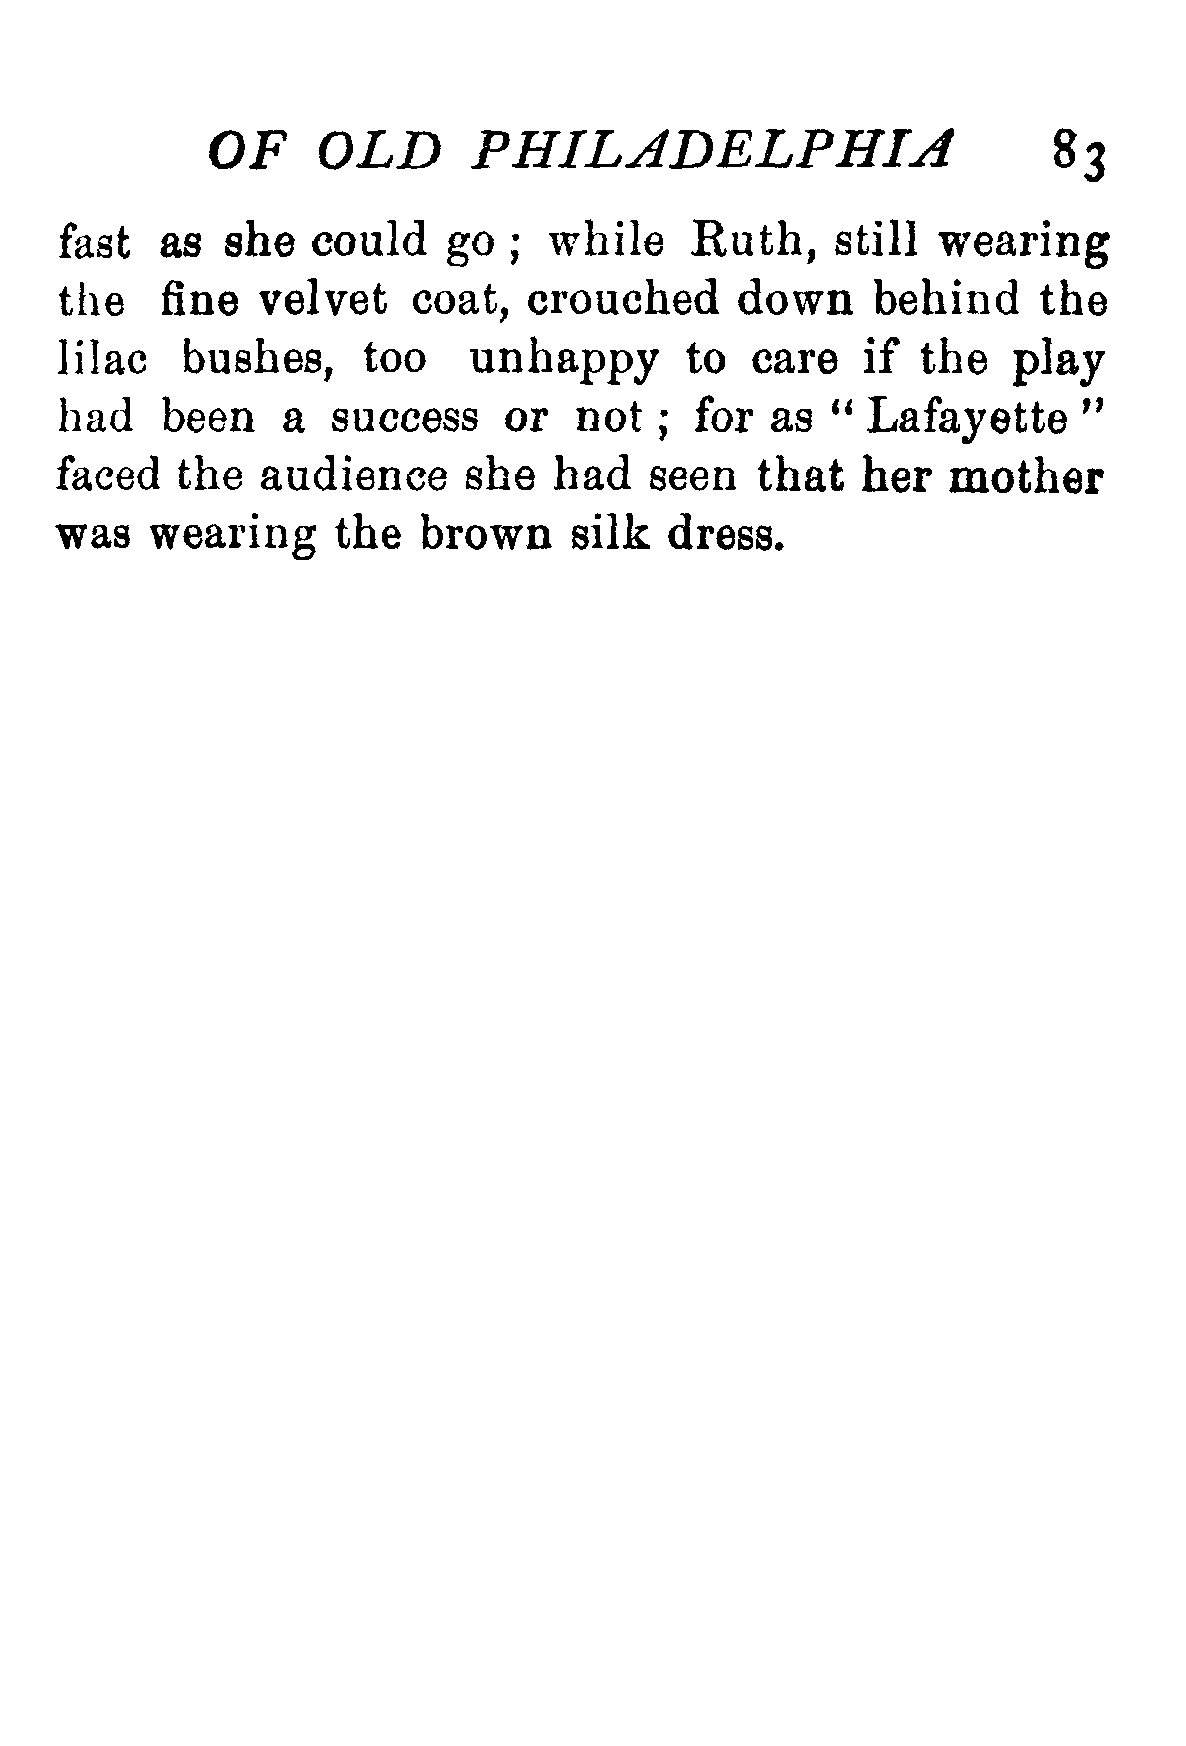 OF OLD PHILADELPHIA 83
fast as she could go ; while Ruth, still wearing
the fine velvet coat, crouched down behind the
lilac bushes, too unhappy to care if the play
had been a success or not ; for as “ Lafayette ”
faced the audience she had seen that her mother
was wearing the brown silk dress.